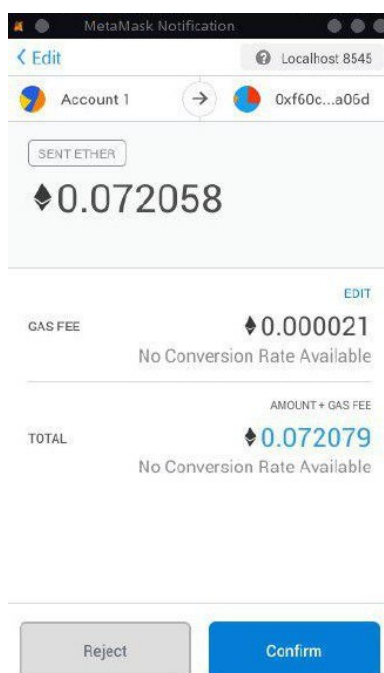 MetaMask Notification
< Edit
? Localhost 8545
Account 1
0xf60c...a06d
SENT ETHER
0.072058
EDIT
GAS FEE
0.000021
No Conversion Rate Available
AMOUNT + GAS FEE
TOTAL
0.072079
No Conversion Rate Available
Reject
Confirm